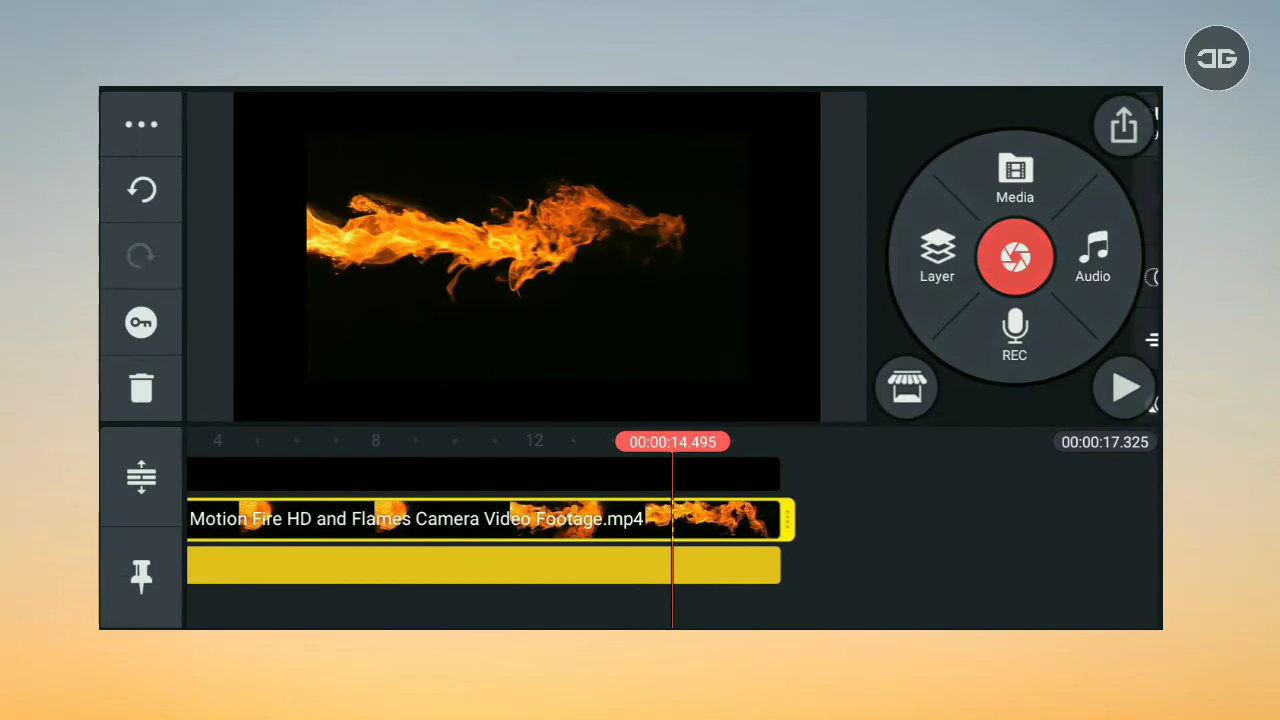 Media
Layer
Audio
REC
4
8
12
00:00:14.495
00:00:17.325
Motion Fire HD and Flames Camera Video Footage.mp4